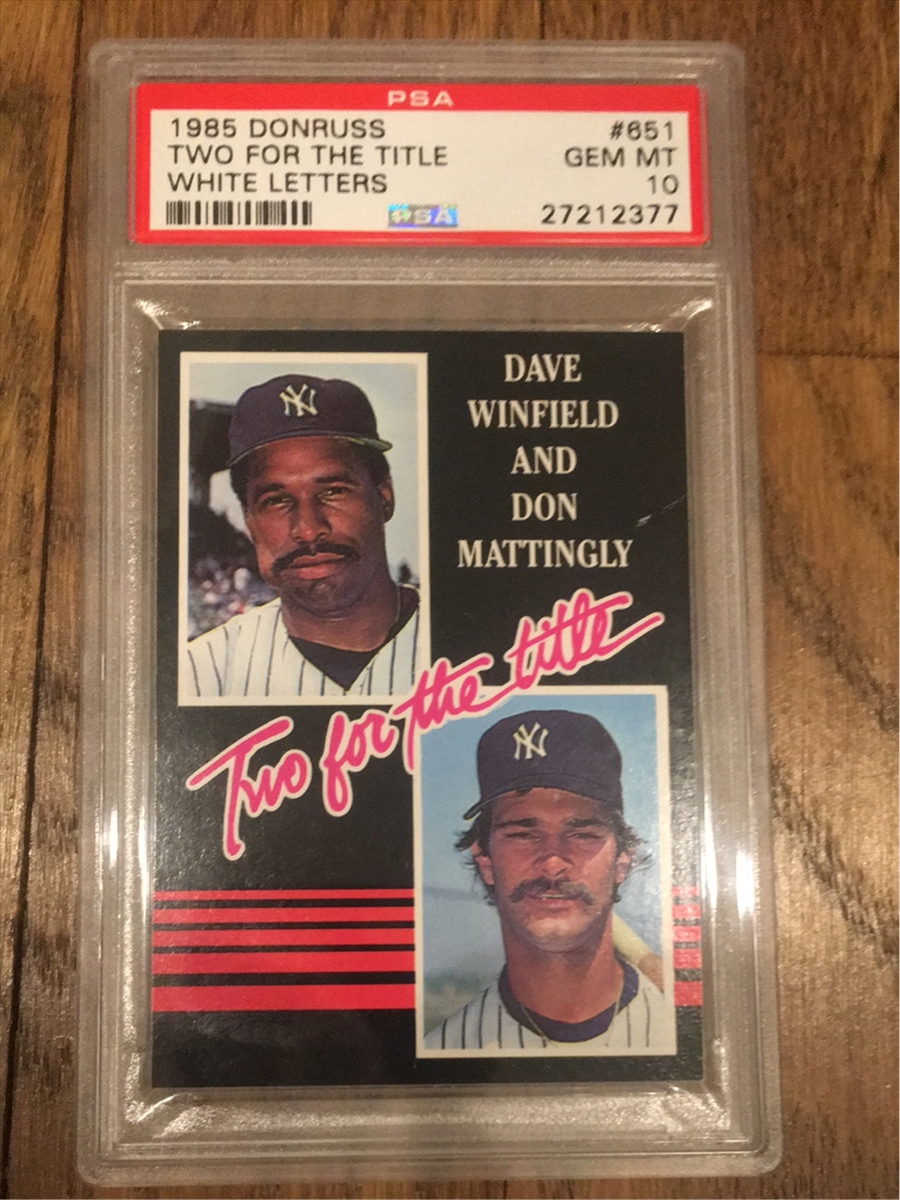 PSA
1985 DONRUSS #651
TWO FOR THE TITLE GEM MT
WHITE LETTERS 10
PSA 27212377
DAVE
WINFIELD
AND
DON
MATTINGLY
Two for the title
NY
NY